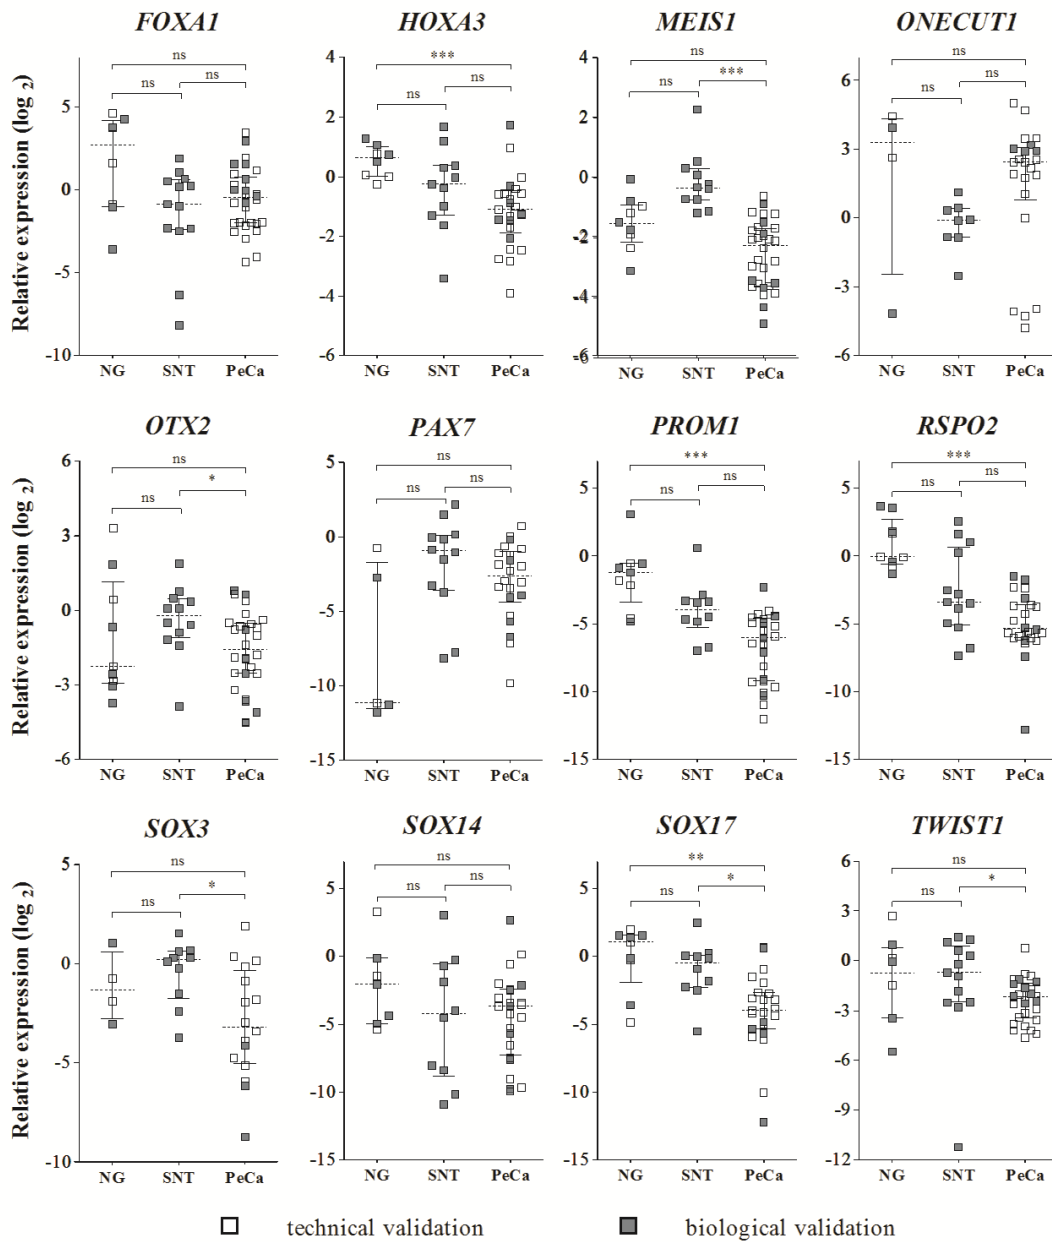 FOXA1 HOXA3 MEIS1 ONECUT1
Relative expression (log 2)
ns
ns ns
5
0
-5
-10
NG SNT PeCa
***
ns ns
4
2
0
-2
-4
-6
NG SNT PeCa
ns
ns ***
4
2
0
-2
-4
-6
NG SNT PeCa
ns
ns ns
6
3
0
-3
-6
NG SNT PeCa
OTX2 PAX7 PROM1 RSPO2
Relative expression (log 2)
ns
ns *
6
3
0
-3
-6
NG SNT PeCa
ns
ns ns
5
0
-5
-10
-15
NG SNT PeCa
***
ns ns
5
0
-5
-10
-15
NG SNT PeCa
***
ns ns
5
0
-5
-10
-15
NG SNT PeCa
SOX3 SOX14 SOX17 TWIST1
Relative expression (log 2)
ns
ns *
5
0
-5
-10
NG SNT PeCa
ns
ns ns
5
0
-5
-10
-15
NG SNT PeCa
**
ns *
5
0
-5
-10
-15
NG SNT PeCa
ns
ns *
6
3
0
-3
-6
-9
-12
NG SNT PeCa
technical validation biological validation